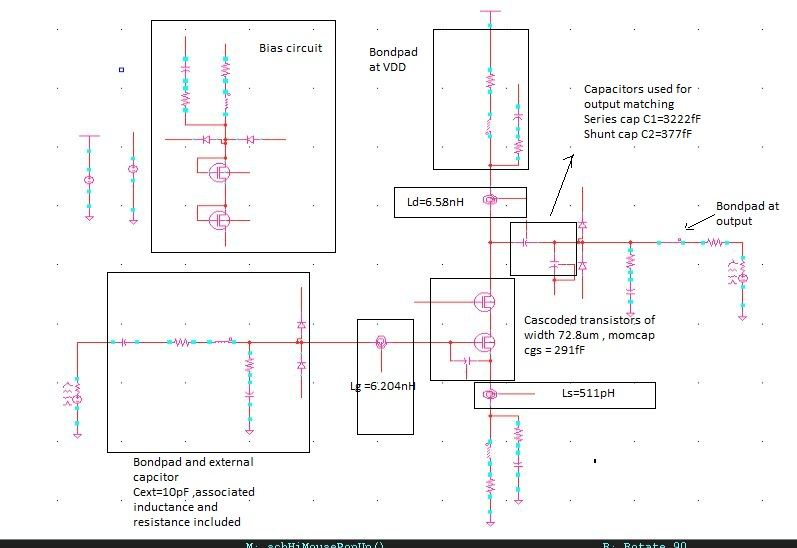 Bias circuit
Bondpad
at VDD
Capacitors used for
output matching
Series cap C1=3222fF
Shunt cap C2=377fF
Ld=6.58nH
Bondpad at
output
Cascoded transistors of
width 72.8um , momcap
cgs = 291fF
Lg =6.204nH
Ls=511pH
Bondpad and external
capcitor
Cext=10pF ,associated
inductance and
resistance included
M: schHiMousePopUp()
R: Rotate 90